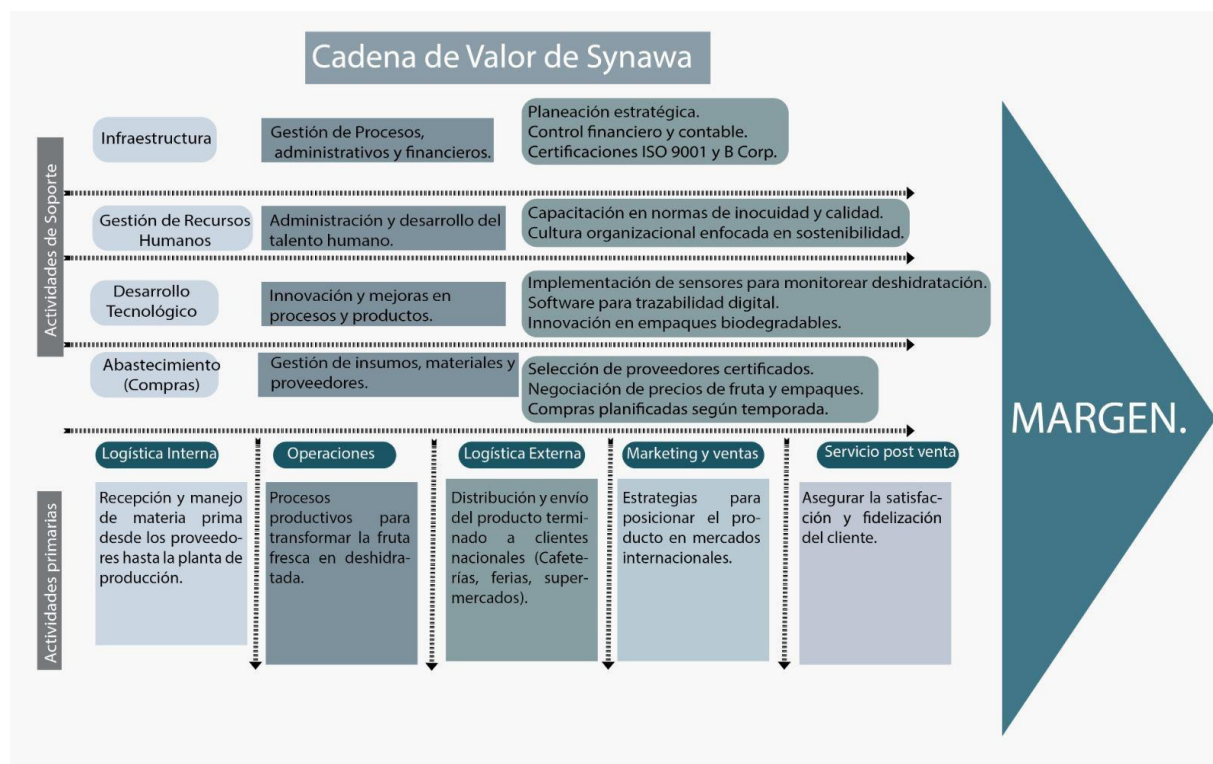 Cadena de Valor de Synawa
Actividades de Soporte
Infraestructura
Gestión de Procesos,
administrativos y financieros.
Planeación estratégica.
Control financiero y contable.
Certificaciones ISO 9001 y B Corp.
Gestión de Recursos
Humanos
Administración y desarrollo del
talento humano.
Capacitación en normas de inocuidad y calidad.
Cultura organizacional enfocada en sostenibilidad.
Desarrollo
Tecnológico
Innovación y mejoras en
procesos y productos.
Implementación de sensores para monitorear deshidratación.
Software para trazabilidad digital.
Innovación en empaques biodegradables.
Abastecimiento
(Compras)
Gestión de insumos, materiales y
proveedores.
Selección de proveedores certificados.
Negociación de precios de fruta y empaques.
Compras planificadas según temporada.
Actividades primarias
Logística Interna
Recepción y manejo
de materia prima
desde los proveedo-
res hasta la planta de
producción.
Operaciones
Procesos
productivos para
transformar la fruta
fresca en deshidra-
tada.
Logística Externa
Distribución y envío
del producto termi-
nado a clientes
nacionales (Cafete-
rías, ferias, super-
mercados).
Marketing y ventas
Estrategias para
posicionar el pro-
ducto en mercados
internacionales.
Servicio post venta
Asegurar la satisfac-
ción y fidelización
del cliente.
MARGEN.